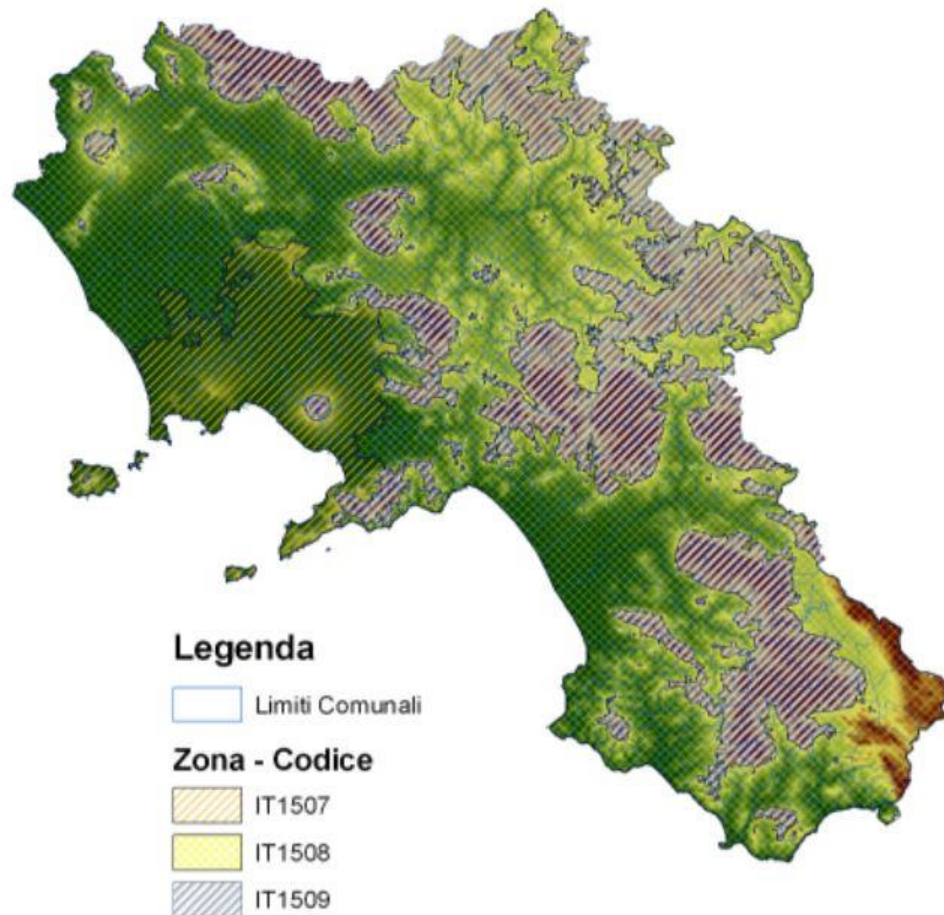 Legenda
Limiti Comunali
Zona - Codice
IT1507
IT1508
IT1509